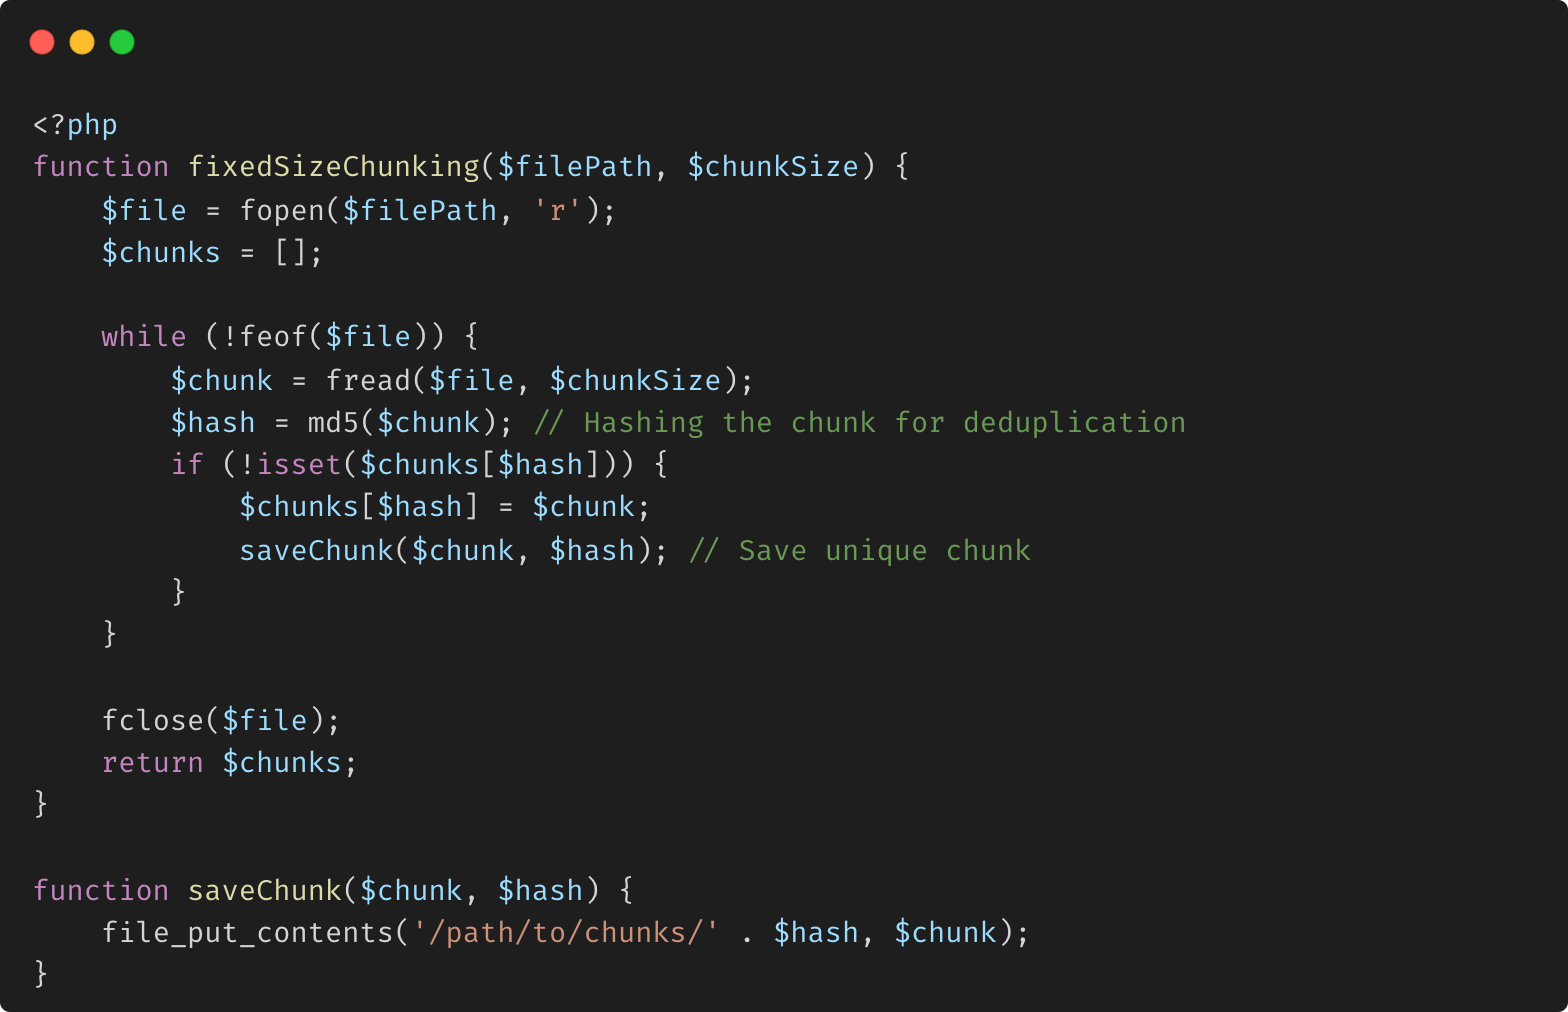 <?php
function fixedSizeChunking($filePath, $chunkSize) {
    $file = fopen($filePath, 'r');
    $chunks = [];

    while (!feof($file)) {
        $chunk = fread($file, $chunkSize);
        $hash = md5($chunk); // Hashing the chunk for deduplication
        if (!isset($chunks[$hash])) {
            $chunks[$hash] = $chunk;
            saveChunk($chunk, $hash); // Save unique chunk
        }
    }

    fclose($file);
    return $chunks;
}

function saveChunk($chunk, $hash) {
    file_put_contents('/path/to/chunks/' . $hash, $chunk);
}